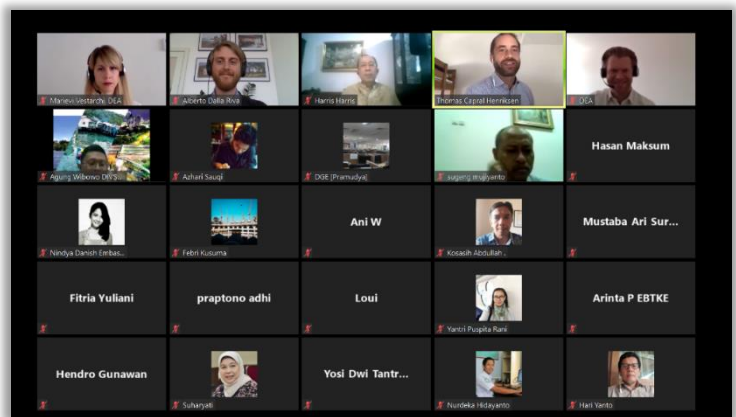 Marievi Vestarchi, DEA
Alberto Dalla Riva
Harris Harris
Thomas Capral Henriksen
DEA
Agung Wibowo DIV S...
Azhari Sauqi
DGE [Pramudya]
sugeng mujiyanto
Hasan Maksum
Nindya Danish Embas...
Febri Kusuma
Ani W
Kosasih Abdullah .
Mustaba Ari Sur...
Fitria Yuliani
praptono adhi
Loui
Yantri Puspita Rani
Arinta P EBTKE
Hendro Gunawan
Suharyati
Yosi Dwi Tantr...
Nurdeka Hidayanto
Hari Yanto